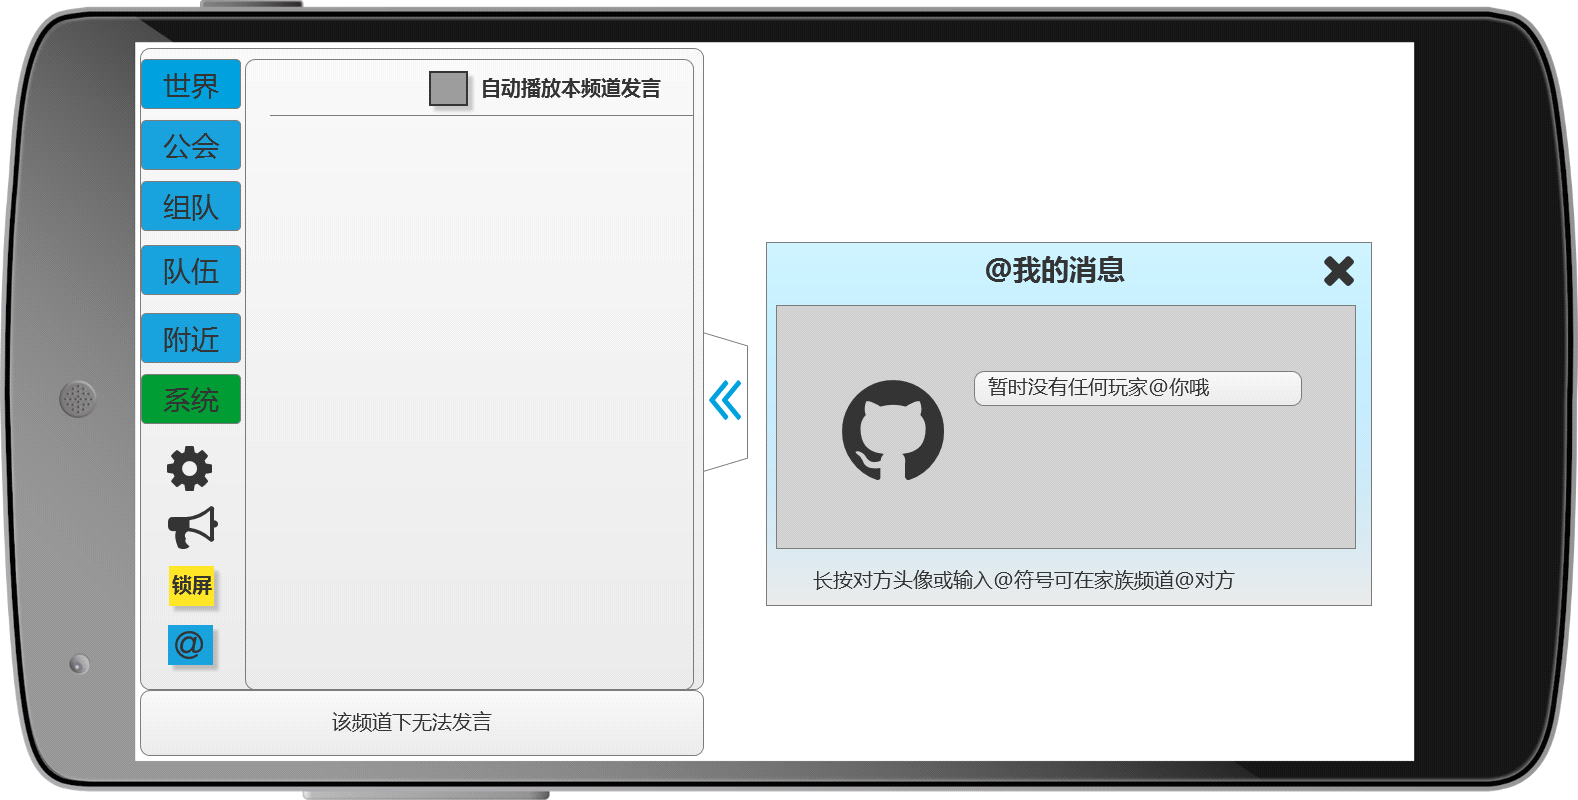 世界
公会
组队
队伍
附近
系统
锁屏
@
自动播放本频道发言
该频道下无法发言
@我的消息
暂时没有任何玩家@你哦
长按对方头像或输入@符号可在家族频道@对方